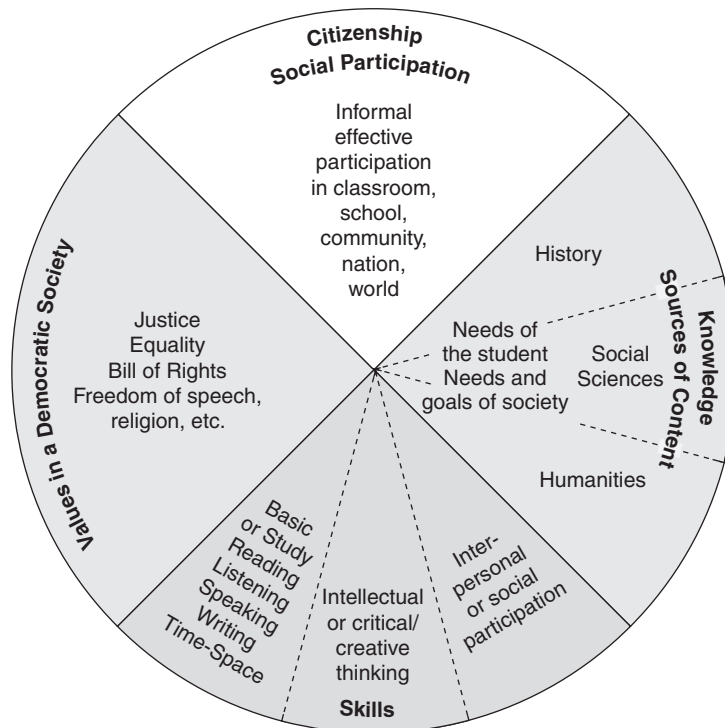 Citizenship
Social Participation
Informal
effective
participation
in classroom,
school,
community,
nation,
world
Values in a Democratic Society
Justice
Equality
Bill of Rights
Freedom of speech,
religion, etc.
History
Needs of
the student
Needs and
goals of society
Social
Sciences
Humanities
Knowledge
Sources of Content
Basic
or Study
Reading
Listening
Speaking
Writing
Time-Space
Intellectual
or critical/
creative
thinking
Inter-
personal
or social
participation
Skills